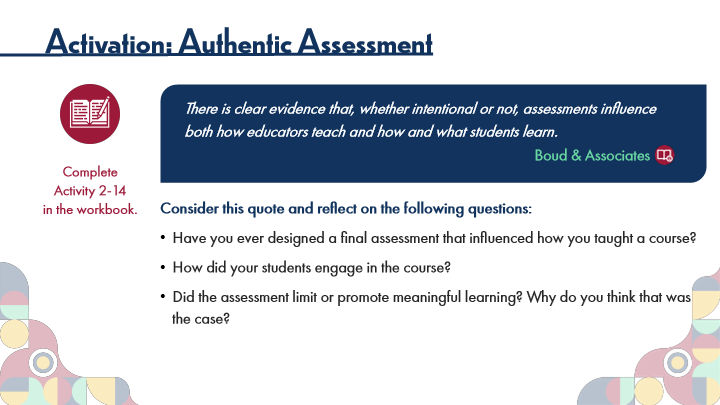 Activation: Authentic Assessment
There is clear evidence that, whether intentional or not, assessments influence
both how educators teach and how and what students learn.
Boud & Associates
Complete
Activity 2-14
in the workbook.
Consider this quote and reflect on the following questions:
• Have you ever designed a final assessment that influenced how you taught a course?
• How did your students engage in the course?
• Did the assessment limit or promote meaningful learning? Why do you think that was
the case?